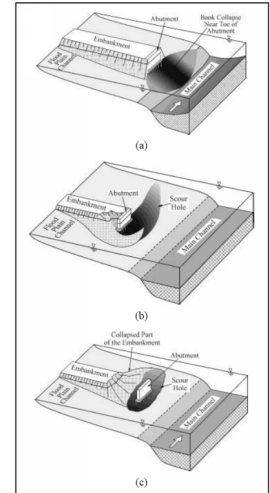 Abutment
Bank Collapse
Near Toe of
Abutment
Embankment
Flood Plain
Channel
Main Channel
(a)
Abutment
Scour
Hole
Embankment
Flood Plain
Channel
Main Channel
(b)
Collapsed Part
of the Embankment
Abutment
Embankment
Scour
Hole
Flood Plain
Channel
Main Channel
(c)